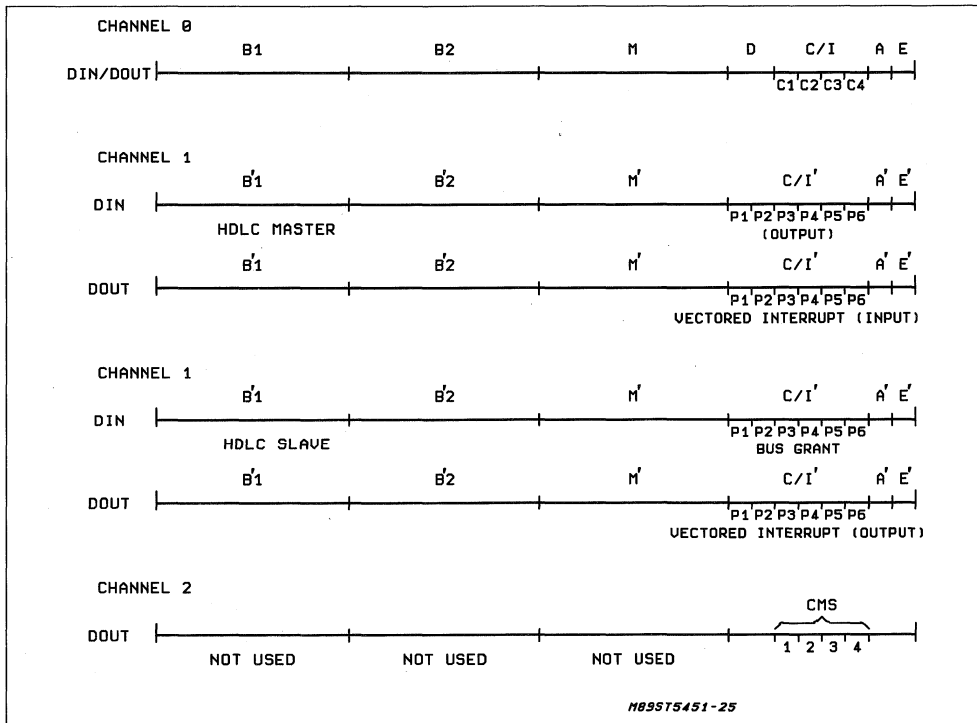 CHANNEL 0
B1 B2 M D C/I A E
DIN/DOUT
C1 C2 C3 C4
CHANNEL 1
B'1 B'2 M' C/I' A' E'
DIN
P1 P2 P3 P4 P5 P6
HDLC MASTER (OUTPUT)
B'1 B'2 M' C/I' A' E'
DOUT
P1 P2 P3 P4 P5 P6
VECTORED INTERRUPT (INPUT)
CHANNEL 1
B'1 B'2 M' C/I' A' E'
DIN
P1 P2 P3 P4 P5 P6
HDLC SLAVE BUS GRANT
B'1 B'2 M' C/I' A' E'
DOUT
P1 P2 P3 P4 P5 P6
VECTORED INTERRUPT (OUTPUT)
CHANNEL 2
CMS
DOUT
1 2 3 4
NOT USED NOT USED NOT USED
M89ST5451-25